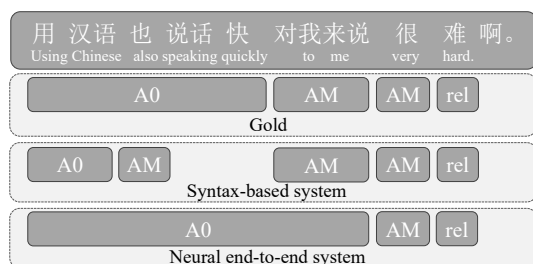 用 汉语 也 说话 快 对我来说 很 难 啊。
Using Chinese also speaking quickly to me very hard.
A0 AM AM rel
Gold
A0 AM AM AM rel
Syntax-based system
A0 AM rel
Neural end-to-end system